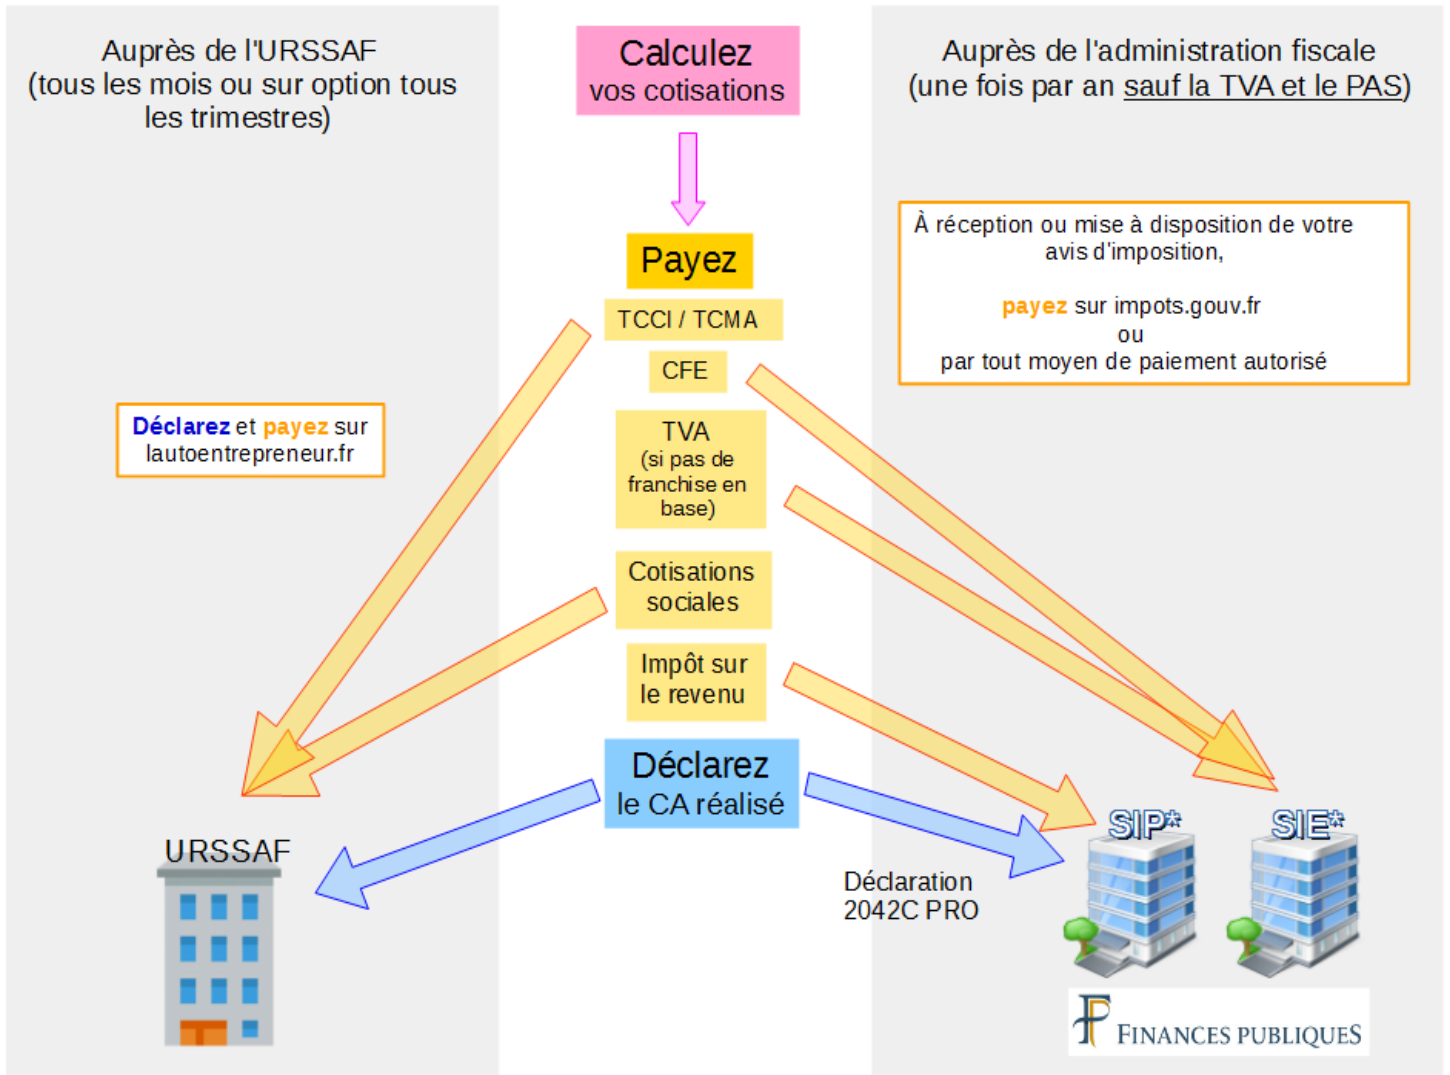 Auprès de l'URSSAF
(tous les mois ou sur option tous
les trimestres)
Calculez
vos cotisations
Auprès de l'administration fiscale
(une fois par an sauf la TVA et le PAS)
À réception ou mise à disposition de votre
avis d'imposition,
payez sur impots.gouv.fr
ou
par tout moyen de paiement autorisé
Payez
TCCI / TCMA
CFE
TVA
(si pas de
franchise en
base)
Déclarez et payez sur
lautoentrepreneur.fr
Cotisations
sociales
Impôt sur
le revenu
Déclarez
le CA réalisé
URSSAF
Déclaration
2042C PRO
SIP*
SIE*
FINANCES PUBLIQUES